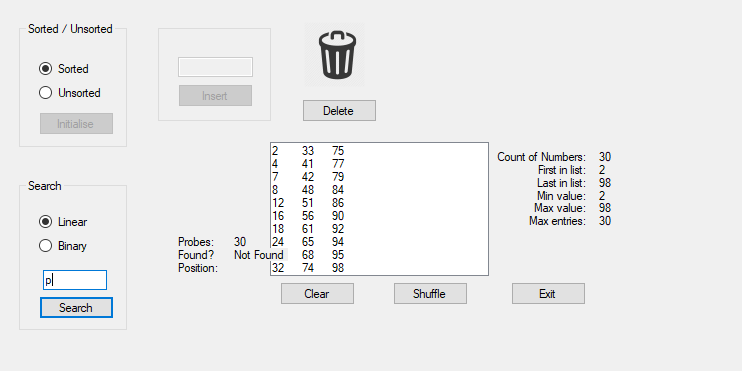 Sorted / Unsorted
Sorted
Unsorted
Initialise
Insert
Delete
Search
Linear
Binary
p
Search
Probes: 30
Found? Not Found
Position:
2 33 75
4 41 77
7 42 79
8 48 84
12 51 86
16 56 90
18 61 92
24 65 94
68 95
32 74 98
Count of Numbers: 30
First in list: 2
Last in list: 98
Min value: 2
Max value: 98
Max entries: 30
Clear
Shuffle
Exit